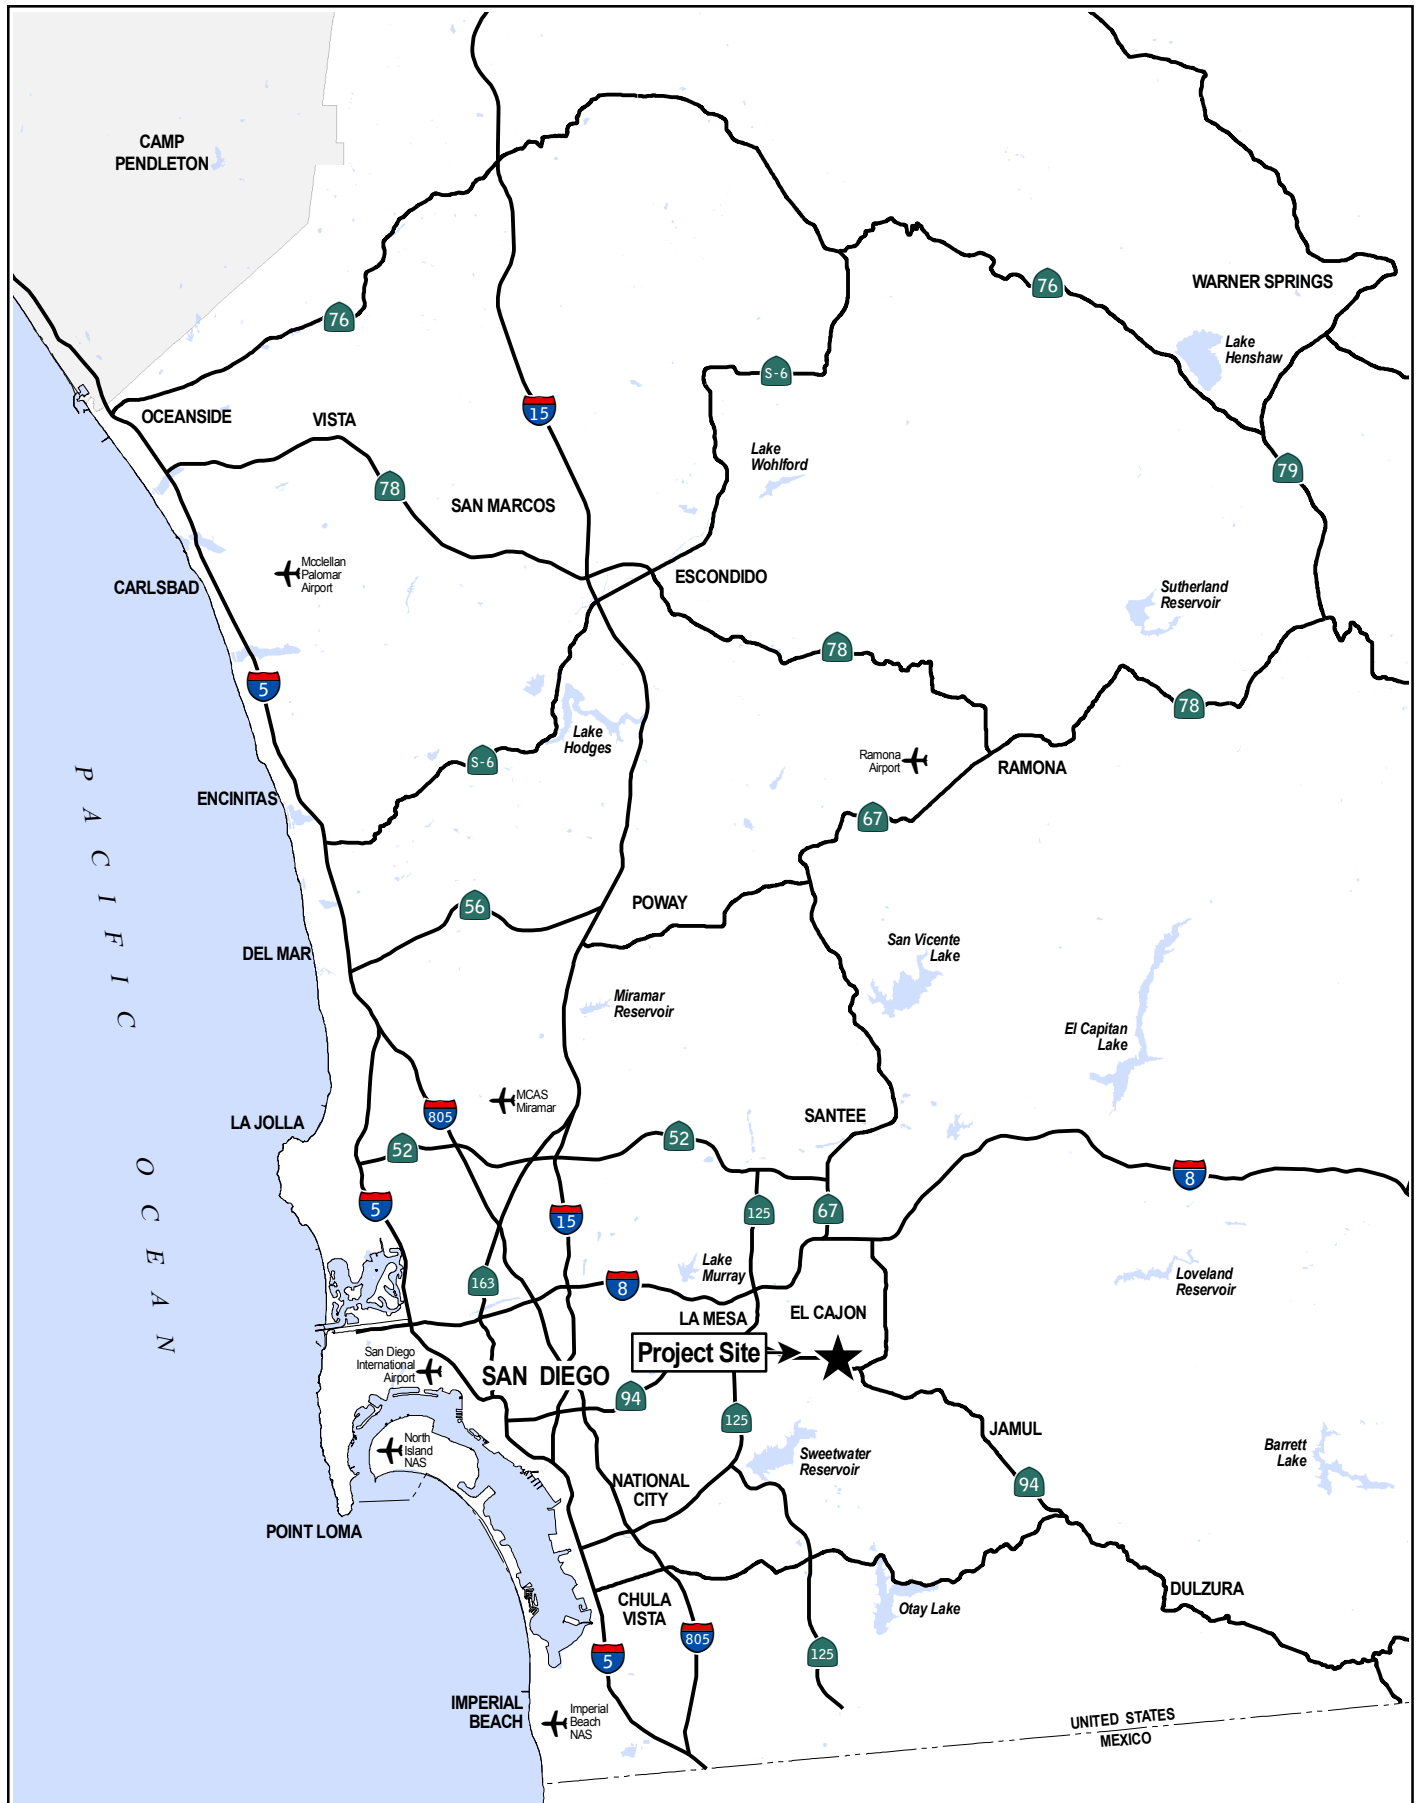 CAMP
PENDLETON
WARNER SPRINGS
76
76
Lake
Henshaw
S-6
15
OCEANSIDE
VISTA
Lake
Wohlford
79
78
SAN MARCOS
Mcclellan
Palomar
Airport
CARLSBAD
ESCONDIDO
Sutherland
Reservoir
78
5
78
Lake
Hodges
S-6
Ramona
Airport
RAMONA
ENCINITAS
67
PACIFIC OCEAN
56
POWAY
DEL MAR
San Vicente
Lake
Miramar
Reservoir
El Capitan
Lake
MCAS
Miramar
805
SANTEE
LA JOLLA
52
52
8
5
15
125
67
Lake
Murray
163
8
Loveland
Reservoir
LA MESA
EL CAJON
Project Site
San Diego
International
Airport
SAN DIEGO
94
125
JAMUL
North
Island
NAS
Sweetwater
Reservoir
Barrett
Lake
NATIONAL
CITY
94
POINT LOMA
DULZURA
CHULA
VISTA
Otay Lake
805
5
125
IMPERIAL
BEACH
Imperial
Beach
NAS
UNITED STATES
MEXICO